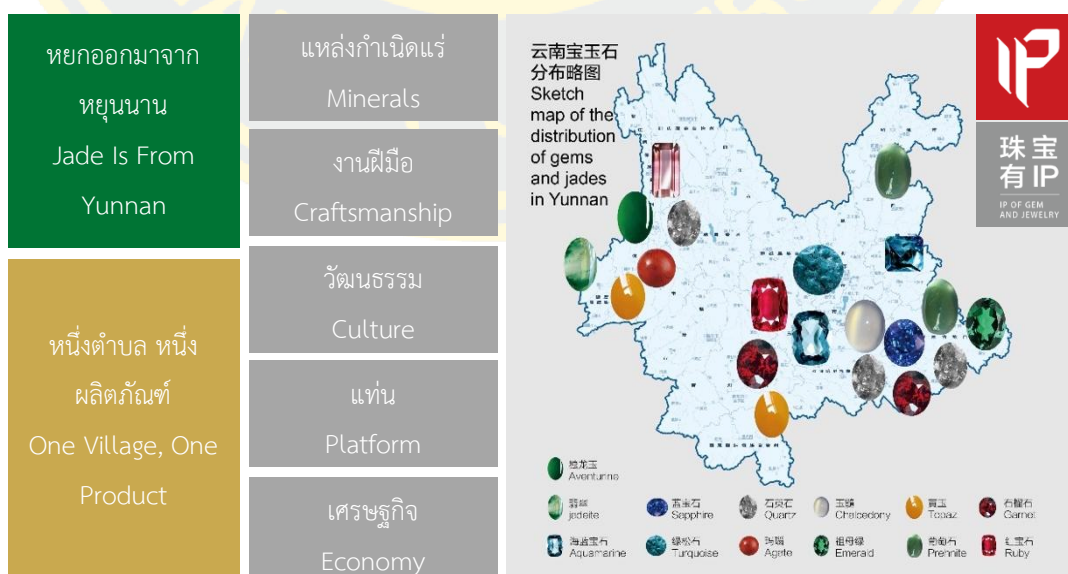 หยกออกมาจาก
หยุนนาน
Jade Is From
Yunnan
หนึ่งตำบล หนึ่ง
ผลิตภัณฑ์
One Village, One
Product
แหล่งกำเนิดแร่
Minerals
งานฝีมือ
Craftsmanship
วัฒนธรรม
Culture
แท่น
Platform
เศรษฐกิจ
Economy
云南宝玉石
分布略图
Sketch
map of the
distribution
of gems
and jades
in Yunnan
IP
珠宝
有IP
IP OF GEM
AND JEWELRY
Aventurine
jedeite
蓝宝石
Sapphire
石英石
Quartz
玉髓
Chalcedony
黄玉
Topaz
石榴石
Garnet
海蓝宝石
Aquamarine
绿松石
Turquoise
玛瑙
Agate
祖母绿
Emerald
葡萄石
Prennite
红宝石
Ruby